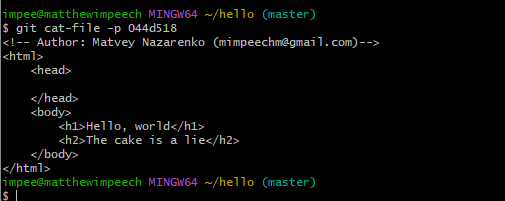 impee@matthewimpeech MINGW64 ~/hello (master)
$ git cat-file -p 044d518
<!-- Author: Matvey Nazarenko (mimpeechm@gmail.com)-->
<html>
    <head>

    </head>
    <body>
        <h1>Hello, world</h1>
        <h2>The cake is a lie</h2>
    </body>
</html>
impee@matthewimpeech MINGW64 ~/hello (master)
$